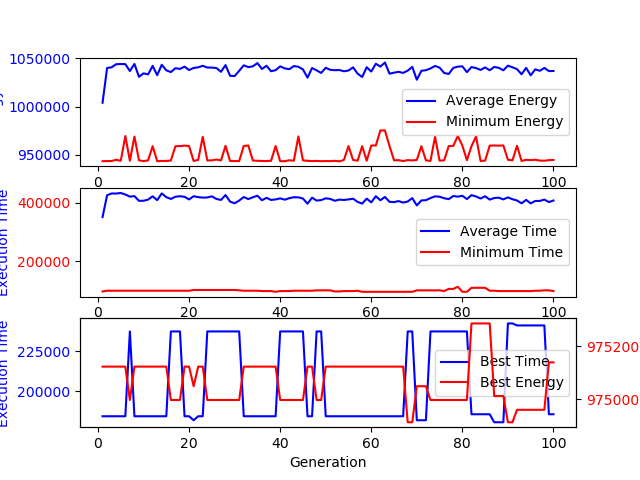 1050000
1000000
950000
gy
Average Energy
Minimum Energy
0 20 40 60 80 100
400000
200000
Execution Time
Average Time
Minimum Time
0 20 40 60 80 100
225000
200000
Execution Time
Best Time
Best Energy
975200
975000
0 20 40 60 80 100
Generation